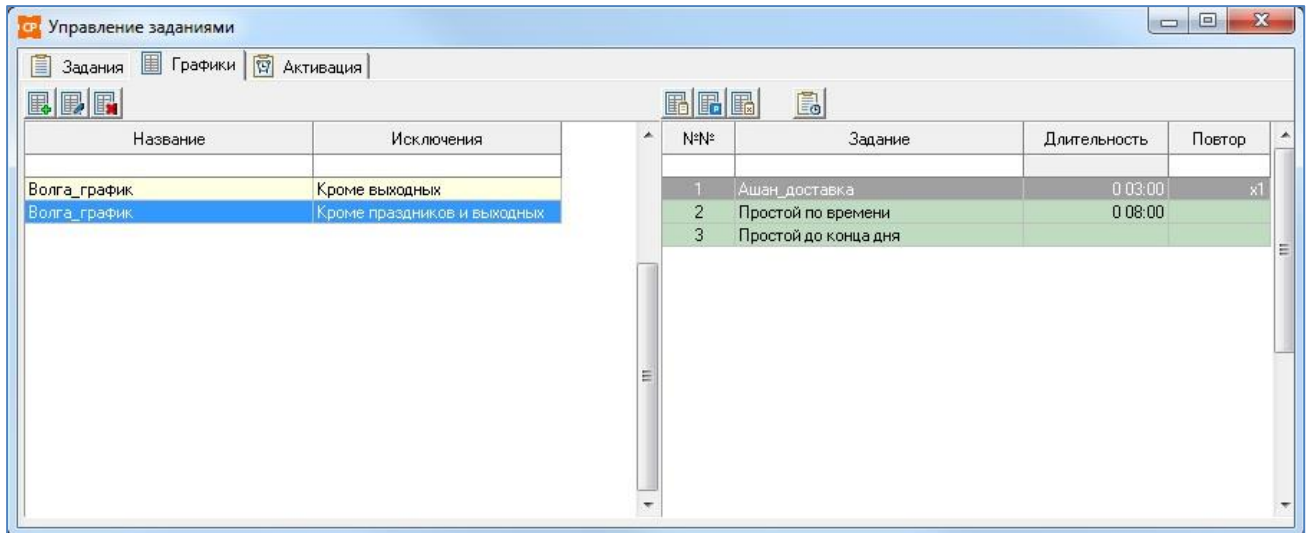 СР Управление заданиями
Задания Графики Активация
Название Исключения №№ Задание Длительность Повтор
Волга_график Кроме выходных 1 Ашан_доставка 0 03:00 x1
Волга_график Кроме праздников и выходных 2 Простой по времени 0 08:00
3 Простой до конца дня